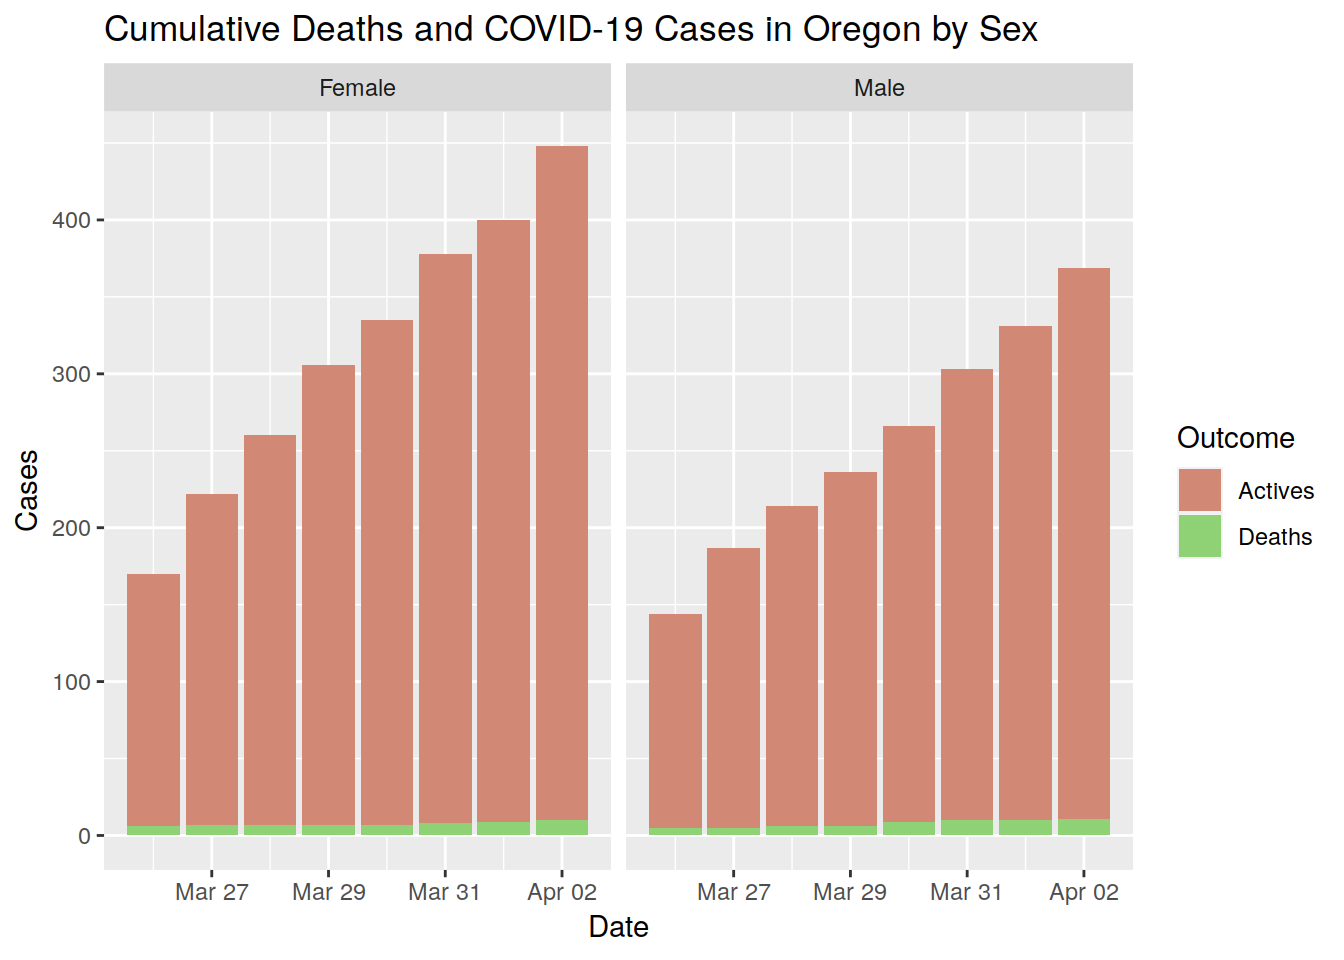 Cumulative Deaths and COVID-19 Cases in Oregon by Sex
Female
Male
Cases
400
300
200
100
0
Outcome
Actives
Deaths
Mar 27
Mar 29
Mar 31
Apr 02
Mar 27
Mar 29
Mar 31
Apr 02
Date